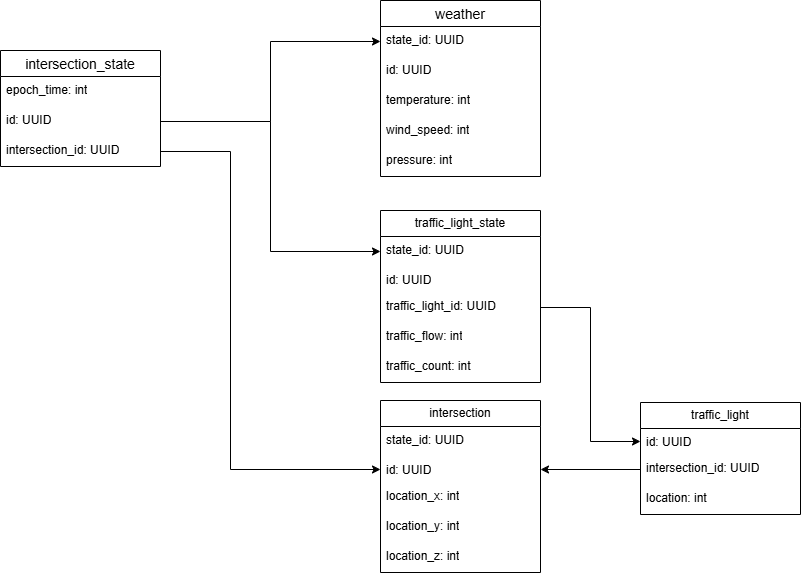 weather
state_id: UUID
id: UUID
temperature: int
wind_speed: int
pressure: int
intersection_state
epoch_time: int
id: UUID
intersection_id: UUID
traffic_light_state
state_id: UUID
id: UUID
traffic_light_id: UUID
traffic_flow: int
traffic_count: int
intersection
state_id: UUID
id: UUID
location_x: int
location_y: int
location_z: int
traffic_light
id: UUID
intersection_id: UUID
location: int